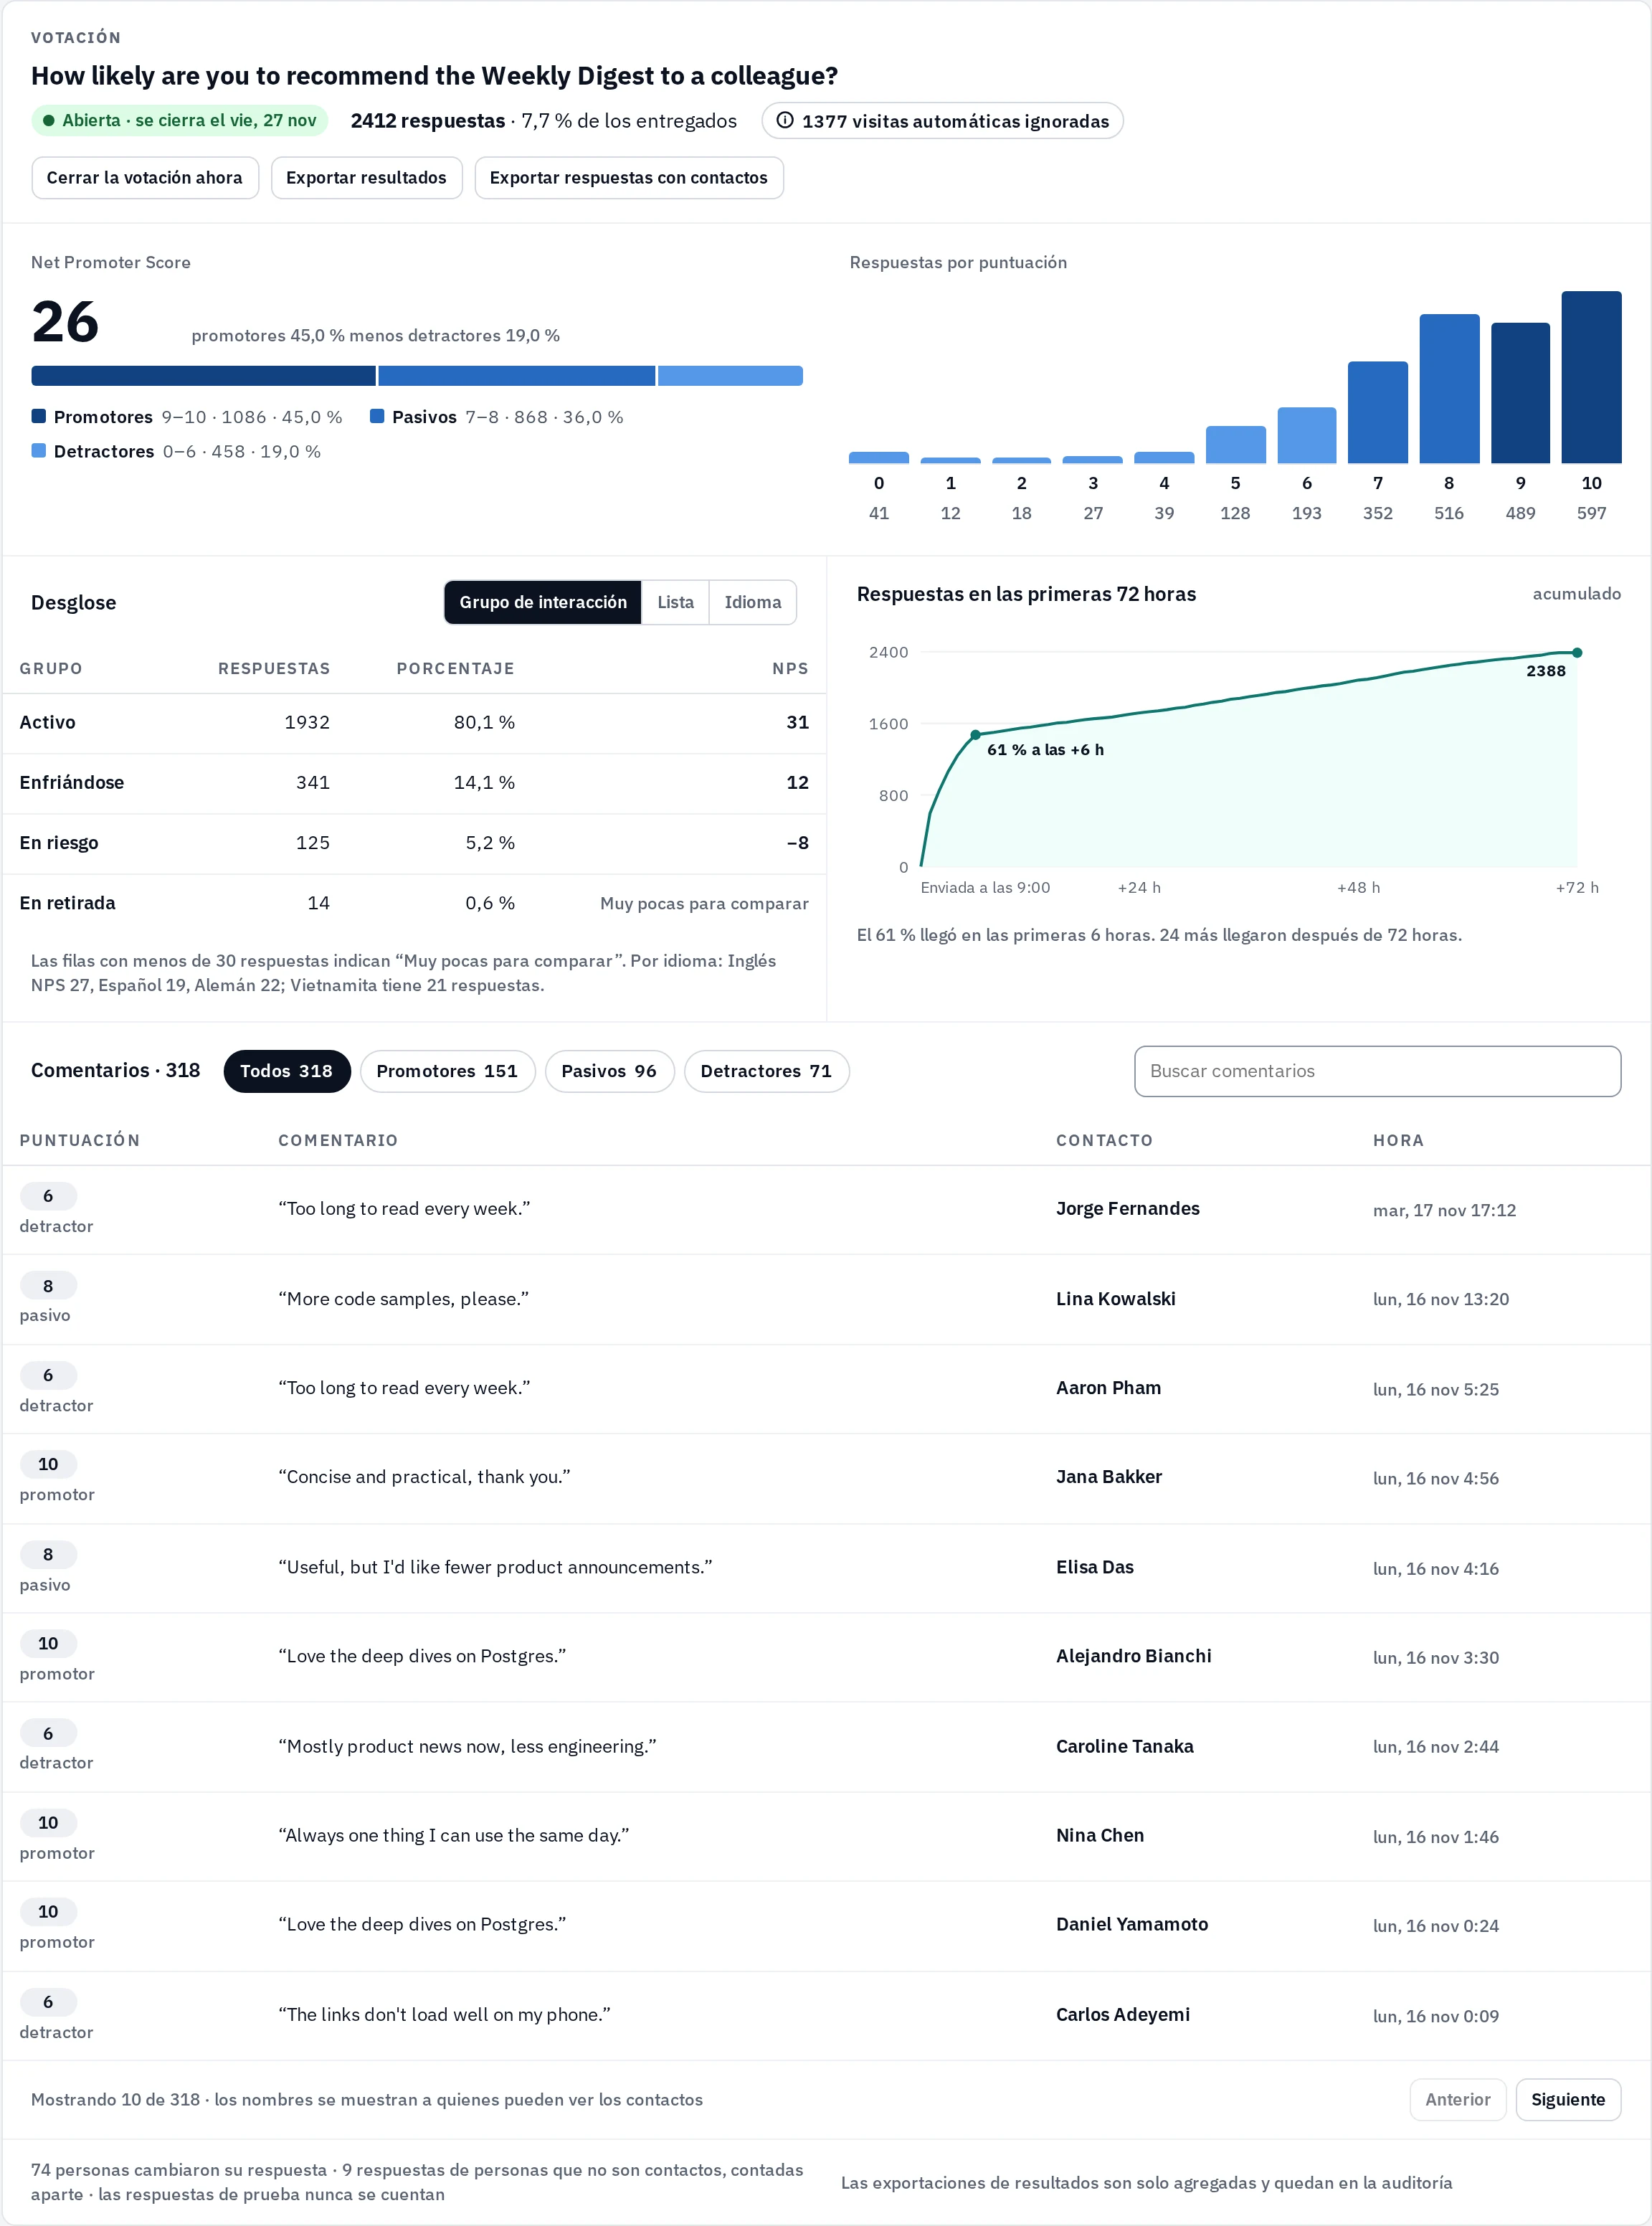 VOTACIÓN
How likely are you to recommend the Weekly Digest to a colleague?
Abierta · se cierra el vie, 27 nov
2412 respuestas · 7,7 % de los entregados
1377 visitas automáticas ignoradas
Cerrar la votación ahora
Exportar resultados
Exportar respuestas con contactos
Net Promoter Score
26
promotores 45,0 % menos detractores 19,0 %
Promotores 9–10 · 1086 · 45,0 %
Pasivos 7–8 · 868 · 36,0 %
Detractores 0–6 · 458 · 19,0 %
Respuestas por puntuación
0 1 2 3 4 5 6 7 8 9 10
41 12 18 27 39 128 193 352 516 489 597
Desglose
Grupo de interacción
Lista
Idioma
GRUPO RESPUESTAS PORCENTAJE NPS
Activo 1932 80,1 % 31
Enfriándose 341 14,1 % 12
En riesgo 125 5,2 % −8
En retirada 14 0,6 % Muy pocas para comparar
Las filas con menos de 30 respuestas indican “Muy pocas para comparar”. Por idioma: Inglés
NPS 27, Español 19, Alemán 22; Vietnamita tiene 21 respuestas.
Respuestas en las primeras 72 horas
acumulado
2400
2388
1600
61 % a las +6 h
800
0
Enviada a las 9:00 +24 h +48 h +72 h
El 61 % llegó en las primeras 6 horas. 24 más llegaron después de 72 horas.
Comentarios · 318
Todos 318
Promotores 151
Pasivos 96
Detractores 71
Buscar comentarios
PUNTUACIÓN COMENTARIO CONTACTO HORA
6
detractor
“Too long to read every week.” Jorge Fernandes mar, 17 nov 17:12
8
pasivo
“More code samples, please.” Lina Kowalski lun, 16 nov 13:20
6
detractor
“Too long to read every week.” Aaron Pham lun, 16 nov 5:25
10
promotor
“Concise and practical, thank you.” Jana Bakker lun, 16 nov 4:56
8
pasivo
“Useful, but I'd like fewer product announcements.” Elisa Das lun, 16 nov 4:16
10
promotor
“Love the deep dives on Postgres.” Alejandro Bianchi lun, 16 nov 3:30
6
detractor
“Mostly product news now, less engineering.” Caroline Tanaka lun, 16 nov 2:44
10
promotor
“Always one thing I can use the same day.” Nina Chen lun, 16 nov 1:46
10
promotor
“Love the deep dives on Postgres.” Daniel Yamamoto lun, 16 nov 0:24
6
detractor
“The links don't load well on my phone.” Carlos Adeyemi lun, 16 nov 0:09
Mostrando 10 de 318 · los nombres se muestran a quienes pueden ver los contactos
Anterior
Siguiente
74 personas cambiaron su respuesta · 9 respuestas de personas que no son contactos, contadas
aparte · las respuestas de prueba nunca se cuentan
Las exportaciones de resultados son solo agregadas y quedan en la auditoría